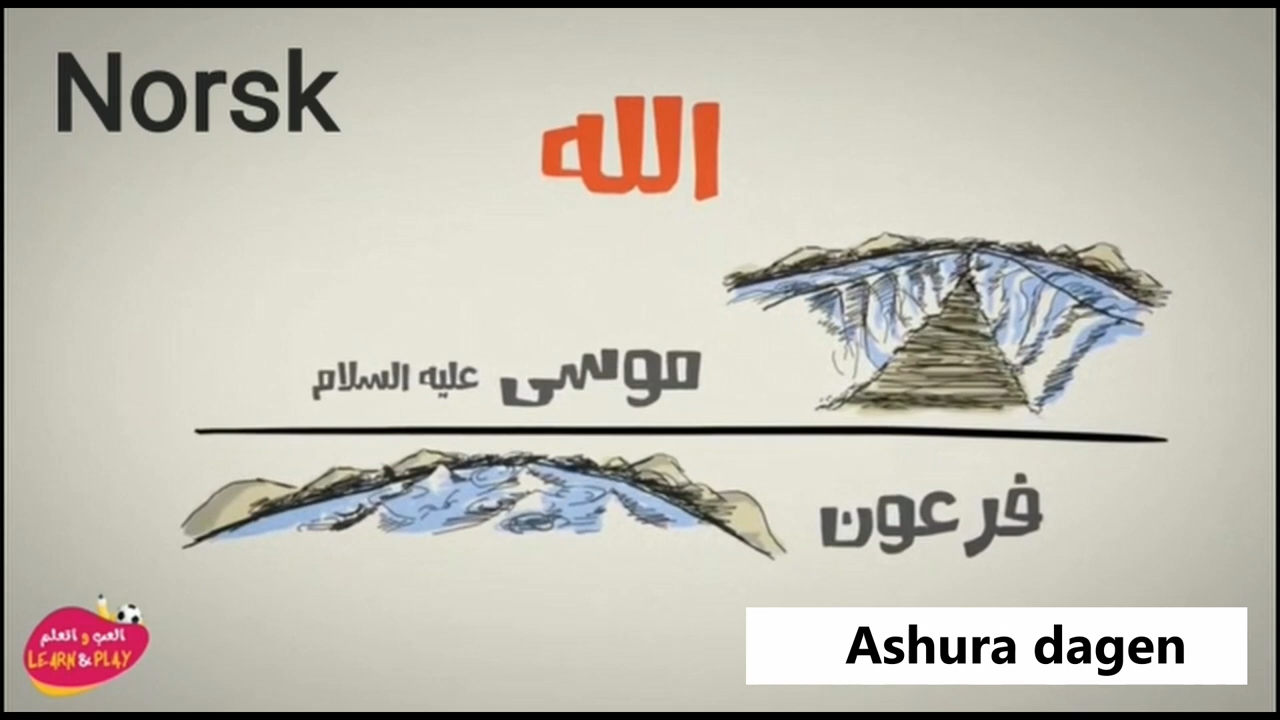 Norsk
الله
موسى عليه السلام
فرعون
العب و اتعلم
LEARN & PLAY
Ashura dagen